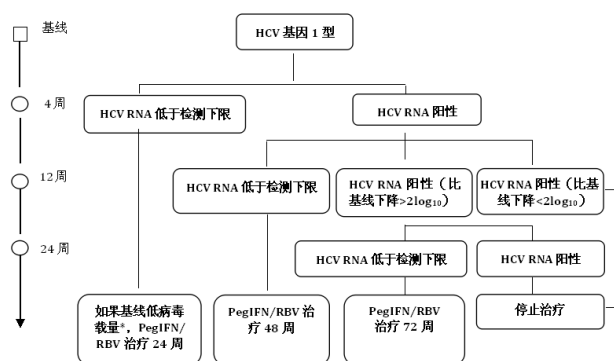 基线
HCV 基因 1 型
4 周
HCV RNA 低于检测下限
HCV RNA 阳性
12 周
HCV RNA 低于检测下限
HCV RNA 阳性（比
基线下降>2log₁₀）
HCV RNA 阳性（比基
线下降<2log₁₀）
24 周
HCV RNA 低于检测下限
HCV RNA 阳性
如果基线低病毒
载量*，PegIFN/
RBV 治疗 24 周
PegIFN/RBV 治
疗 48 周
PegIFN/RBV
治疗 72 周
停止治疗